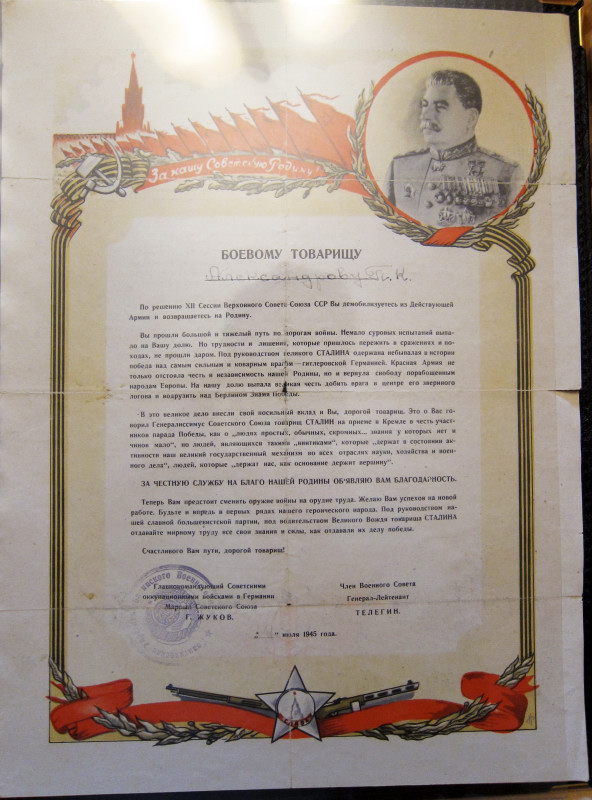 За нашу Советскую Родину!
БОЕВОМУ ТОВАРИЩУ
Александрову П. К.
По решению XII Сессии Верховного Совета Союза ССР Вы демобилизуетесь из Действующей
Армии и возвращаетесь на Родину.
Вы прошли большой и тяжелый путь по дорогам войны. Немало суровых испытаний выпа-
ло на Вашу долю. Но трудности и лишения, которые пришлось пережить в сражениях и по-
ходах, не прошли даром. Под руководством великого СТАЛИНА одержана небывалая в истории
победа над самым сильным и коварным врагом—гитлеровской Германией. Красная Армия не
только отстояла честь и независимость нашей Родины, но и вернула свободу порабощенным
народам Европы. На нашу долю выпала великая честь добить врага в центре его звериного
логова и водрузить над Берлином Знамя Победы.
В это великое дело внесли свой посильный вклад и Вы, дорогой товарищ. Это о Вас го-
ворил Генералиссимус Советского Союза товарищ СТАЛИН на приеме в Кремле в честь участ-
ников парада Победы, как о „людях простых, обычных, скромных... звания у которых нет и
чинов мало", но людях, являющихся такими „винтиками", которые „держат в состоянии ак-
тивности наш великий государственный механизм во всех отраслях науки, хозяйства и воен-
ного дела", людей, которые „держат нас, как основание держит вершину".
ЗА ЧЕСТНУЮ СЛУЖБУ НА БЛАГО НАШЕЙ РОДИНЫ ОБ'ЯВЛЯЮ ВАМ БЛАГОДАРНОСТЬ.
Теперь Вам предстоит сменить оружие войны на орудие труда. Желаю Вам успехов на новой
работе. Будьте и впредь в первых рядах нашего героического народа. Под руководством на-
шей славной большевистской партии, под водительством Великого Вождя товарища СТАЛИНА
отдавайте мирному труду все свои знания и силы, как отдавали их делу победы.
Счастливого Вам пути, дорогой товарищ!
Главнокомандующий Советскими
оккупационными войсками в Германии
Маршал Советского Союза
Г. ЖУКОВ.
Член Военного Совета
Генерал-Лейтенант
ТЕЛЕГИН.
„ " июля 1945 года.